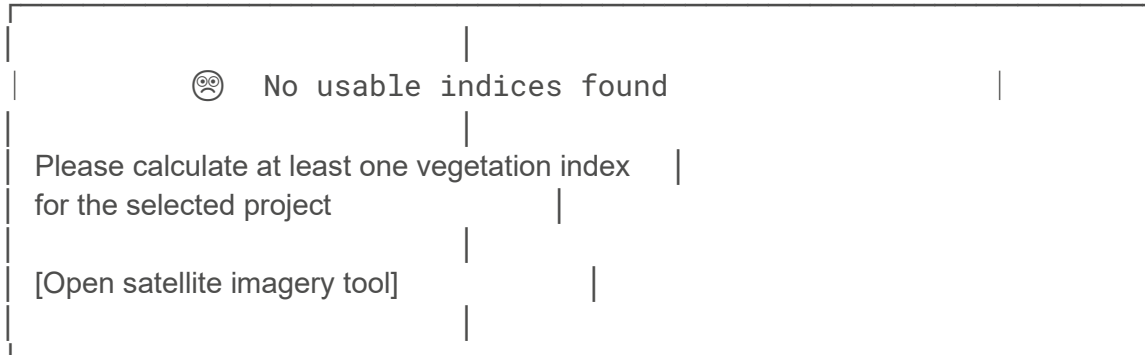 ☹ No usable indices found
Please calculate at least one vegetation index
for the selected project
[Open satellite imagery tool]